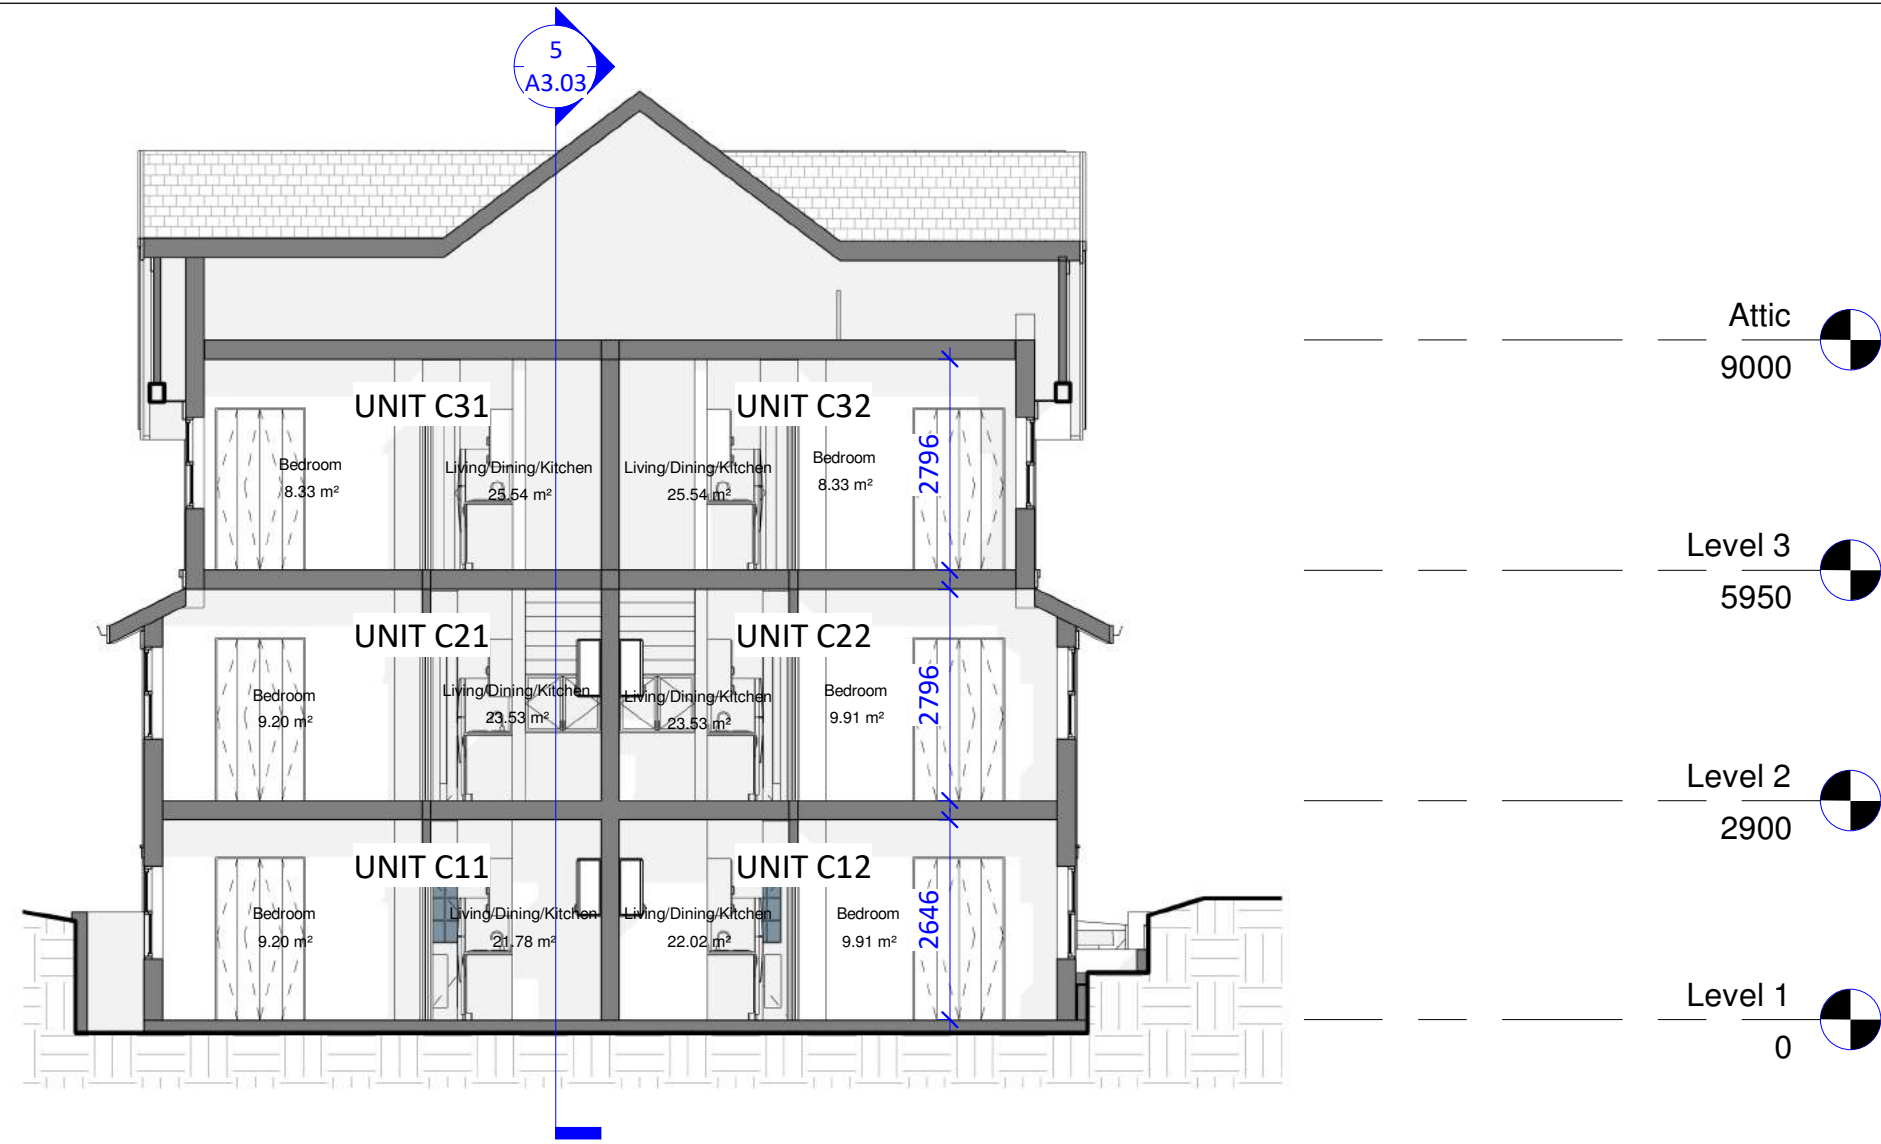 5
A3.03
Attic
9000
UNIT C31
UNIT C32
Bedroom
8.33 m²
Living/Dining/Kitchen
25.54 m²
Living/Dining/Kitchen
25.54 m²
Bedroom
8.33 m²
2796
Level 3
5950
UNIT C21
UNIT C22
Bedroom
9.20 m²
Living/Dining/Kitchen
23.53 m²
Living/Dining/Kitchen
23.53 m²
Bedroom
9.91 m²
2796
Level 2
2900
UNIT C11
UNIT C12
Bedroom
9.20 m²
Living/Dining/Kitchen
21.78 m²
Living/Dining/Kitchen
22.02 m²
Bedroom
9.91 m²
2646
Level 1
0